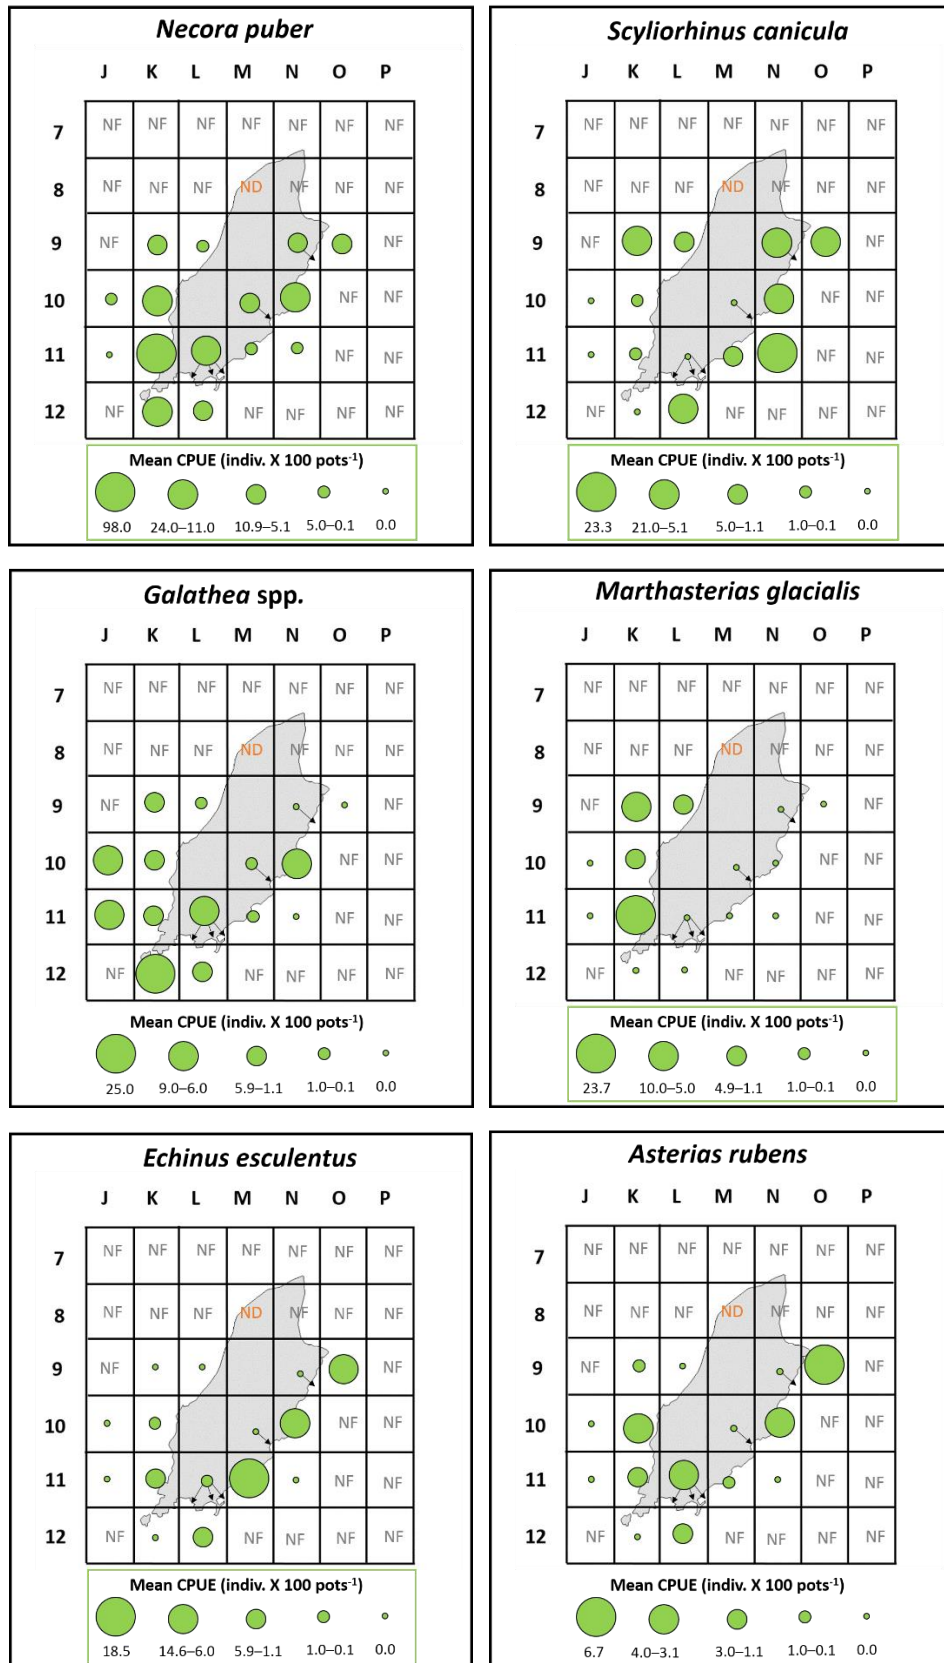 Necora puber
J K L M N O P
7 NF NF NF NF NF NF NF
8 NF NF NF ND NF NF NF
9 NF NF
10 NF NF
11 NF NF
12 NF NF NF NF NF
Mean CPUE (indiv. X 100 pots⁻¹)
98.0 24.0–11.0 10.9–5.1 5.0–0.1 0.0
Scyliorhinus canicula
J K L M N O P
7 NF NF NF NF NF NF NF
8 NF NF NF ND NF NF NF
9 NF NF
10 NF NF
11 NF NF
12 NF NF NF NF NF
Mean CPUE (indiv. X 100 pots⁻¹)
23.3 21.0–5.1 5.0–1.1 1.0–0.1 0.0
Galathea spp.
J K L M N O P
7 NF NF NF NF NF NF NF
8 NF NF NF ND NF NF NF
9 NF NF
10 NF NF
11 NF NF
12 NF NF NF NF NF
Mean CPUE (indiv. X 100 pots⁻¹)
25.0 9.0–6.0 5.9–1.1 1.0–0.1 0.0
Marthasterias glacialis
J K L M N O P
7 NF NF NF NF NF NF NF
8 NF NF NF ND NF NF NF
9 NF NF
10 NF NF
11 NF NF
12 NF NF NF NF NF
Mean CPUE (indiv. X 100 pots⁻¹)
23.7 10.0–5.0 4.9–1.1 1.0–0.1 0.0
Echinus esculentus
J K L M N O P
7 NF NF NF NF NF NF NF
8 NF NF NF ND NF NF NF
9 NF NF
10 NF NF
11 NF NF
12 NF NF NF NF NF
Mean CPUE (indiv. X 100 pots⁻¹)
18.5 14.6–6.0 5.9–1.1 1.0–0.1 0.0
Asterias rubens
J K L M N O P
7 NF NF NF NF NF NF NF
8 NF NF NF ND NF NF NF
9 NF NF
10 NF NF
11 NF NF
12 NF NF NF NF NF
Mean CPUE (indiv. X 100 pots⁻¹)
6.7 4.0–3.1 3.0–1.1 1.0–0.1 0.0